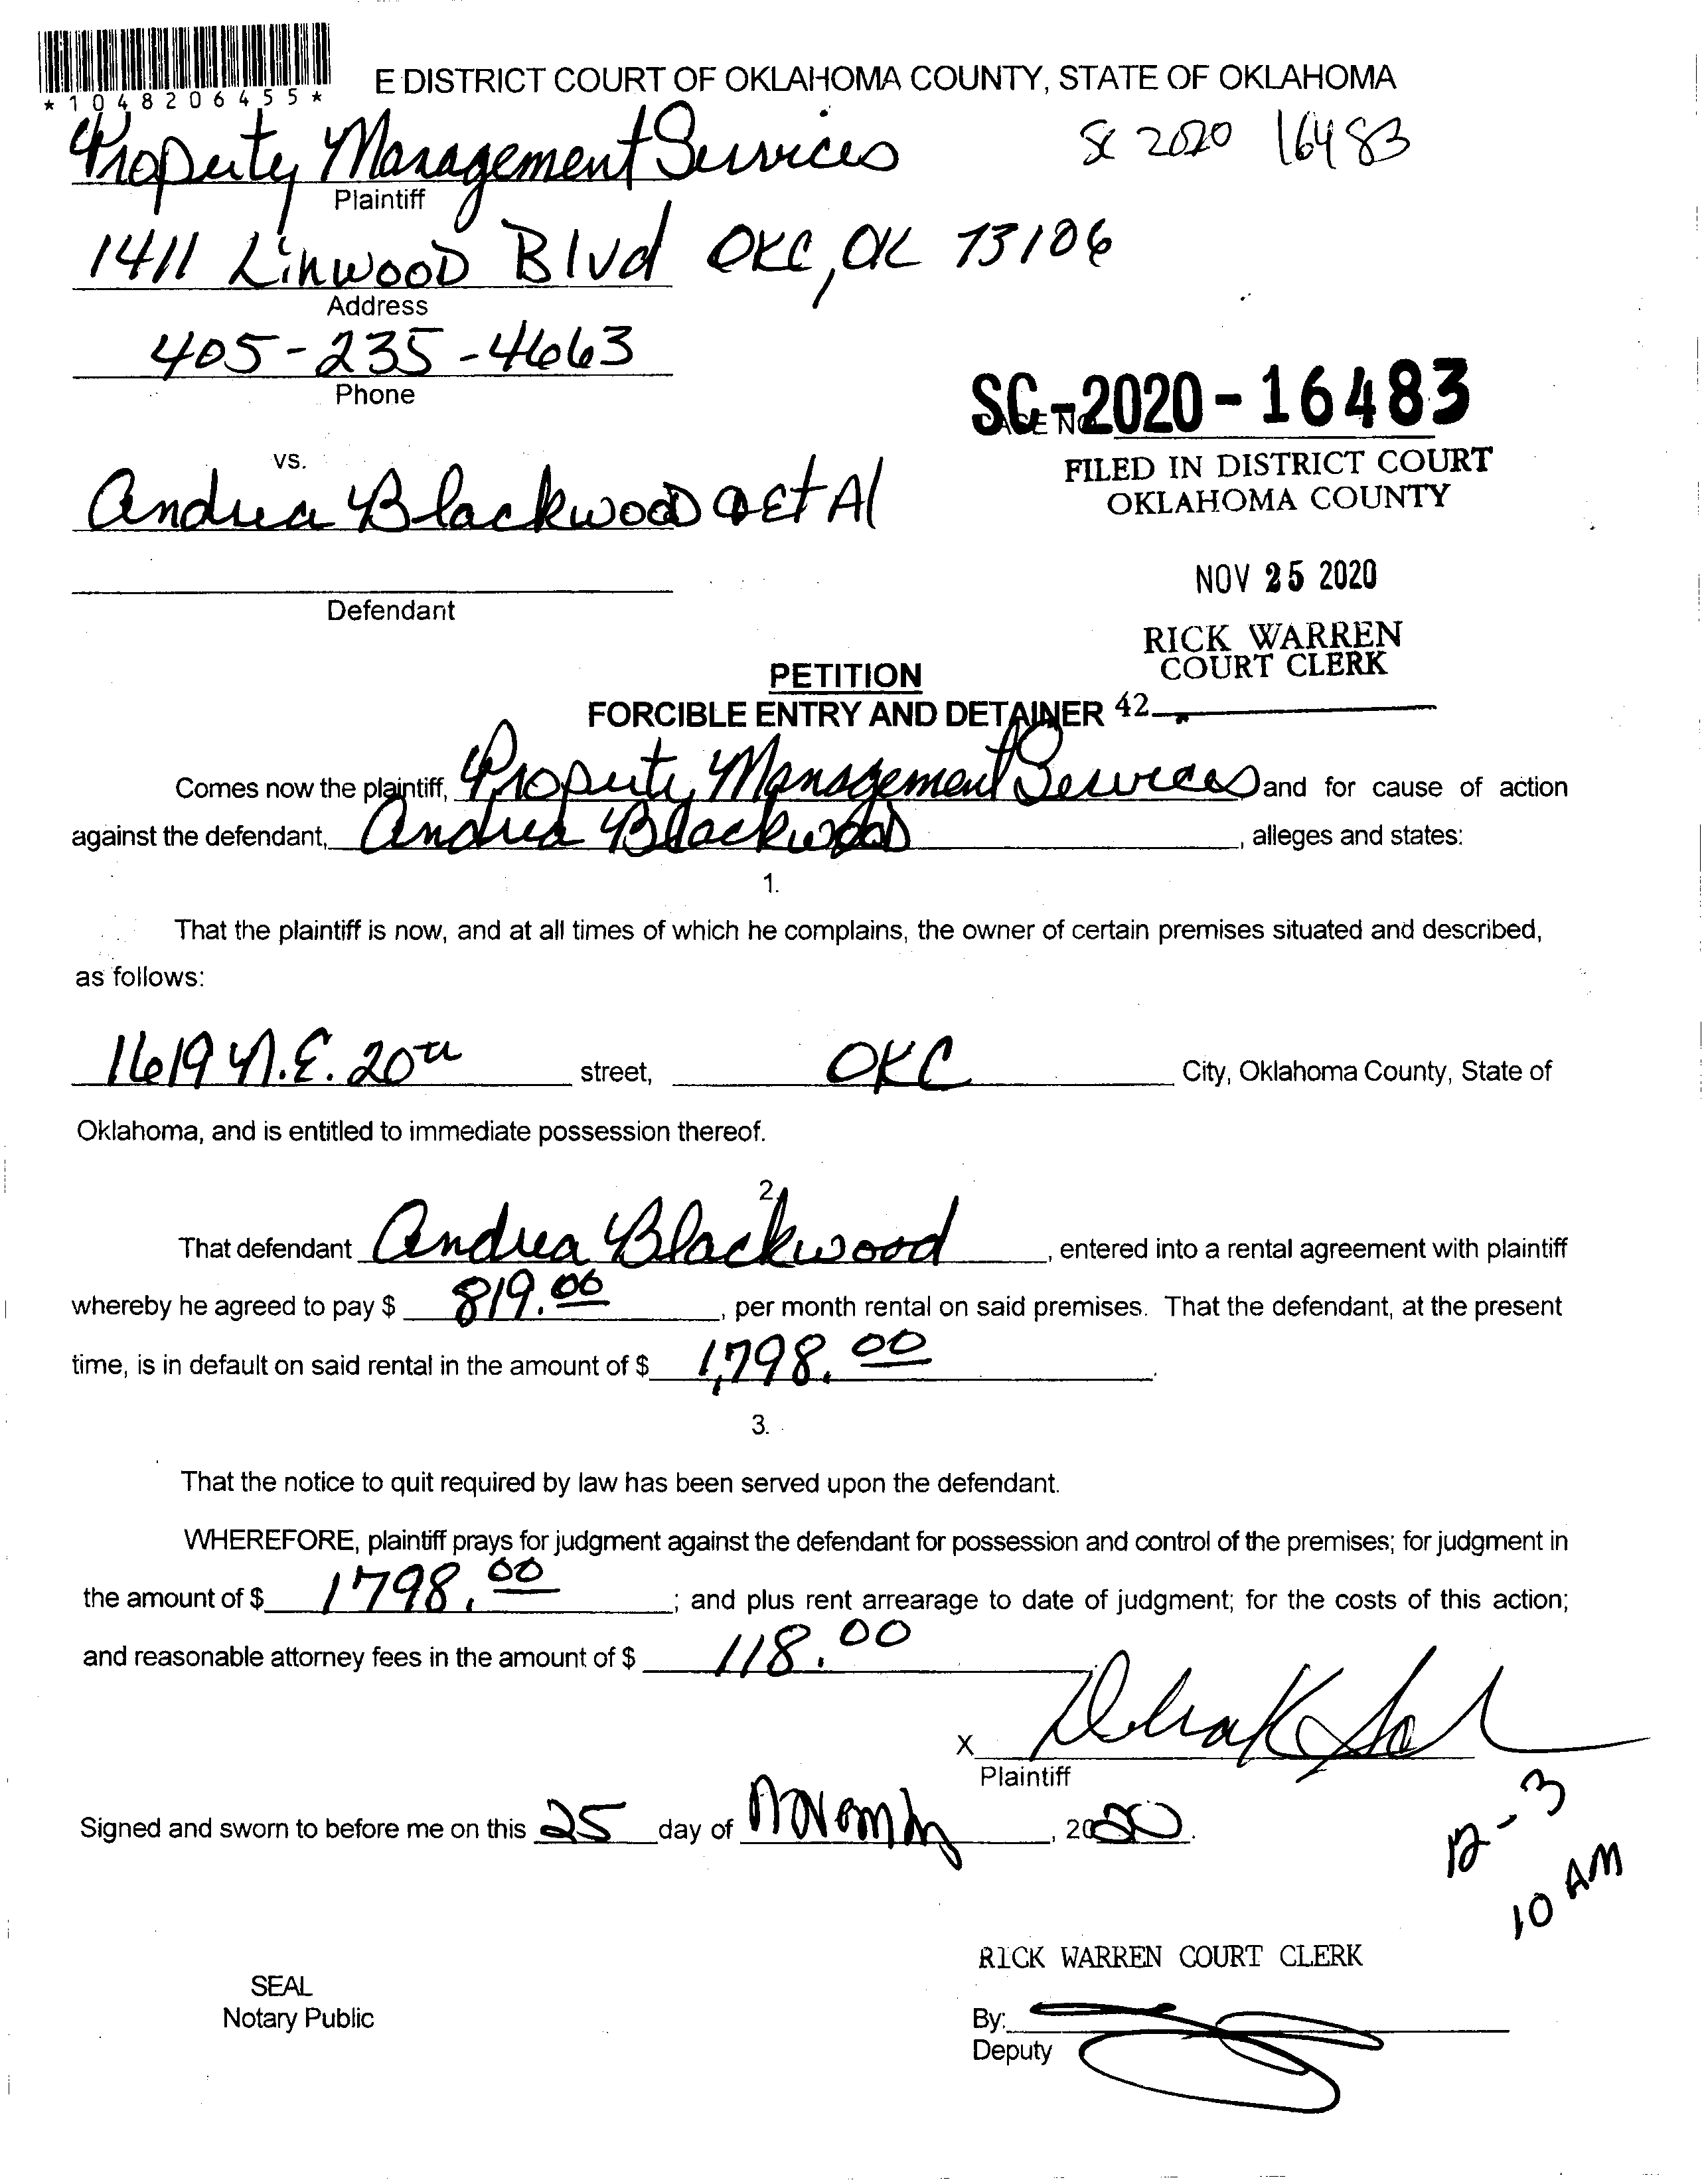 *1048206455*
E DISTRICT COURT OF OKLAHOMA COUNTY, STATE OF OKLAHOMA
Property Management Services SC 2020 16483
Plaintiff
1411 Linwood Blvd OKC, OK 73106
Address
405-235-4663
Phone
SC-2020-16483
CASE NO.
vs.
FILED IN DISTRICT COURT
OKLAHOMA COUNTY
Andrea Blackwood et Al
NOV 25 2020
Defendant
RICK WARREN
COURT CLERK
PETITION
FORCIBLE ENTRY AND DETAINER 42
Comes now the plaintiff, Property Management Services and for cause of action
against the defendant, Andrea Blackwood, alleges and states:
1.
That the plaintiff is now, and at all times of which he complains, the owner of certain premises situated and described,
as follows:
1619 N.E. 20th street, OKC City, Oklahoma County, State of
Oklahoma, and is entitled to immediate possession thereof.
2.
That defendant Andrea Blackwood, entered into a rental agreement with plaintiff
whereby he agreed to pay $ 819.00, per month rental on said premises. That the defendant, at the present
time, is in default on said rental in the amount of $ 1,798.00.
3.
That the notice to quit required by law has been served upon the defendant.
WHEREFORE, plaintiff prays for judgment against the defendant for possession and control of the premises; for judgment in
the amount of $ 1798.00; and plus rent arrearage to date of judgment; for the costs of this action;
and reasonable attorney fees in the amount of $ 118.00
X
Plaintiff
Signed and sworn to before me on this 25 day of November, 2020.
12-3
10 AM
RICK WARREN COURT CLERK
SEAL
Notary Public
By:
Deputy